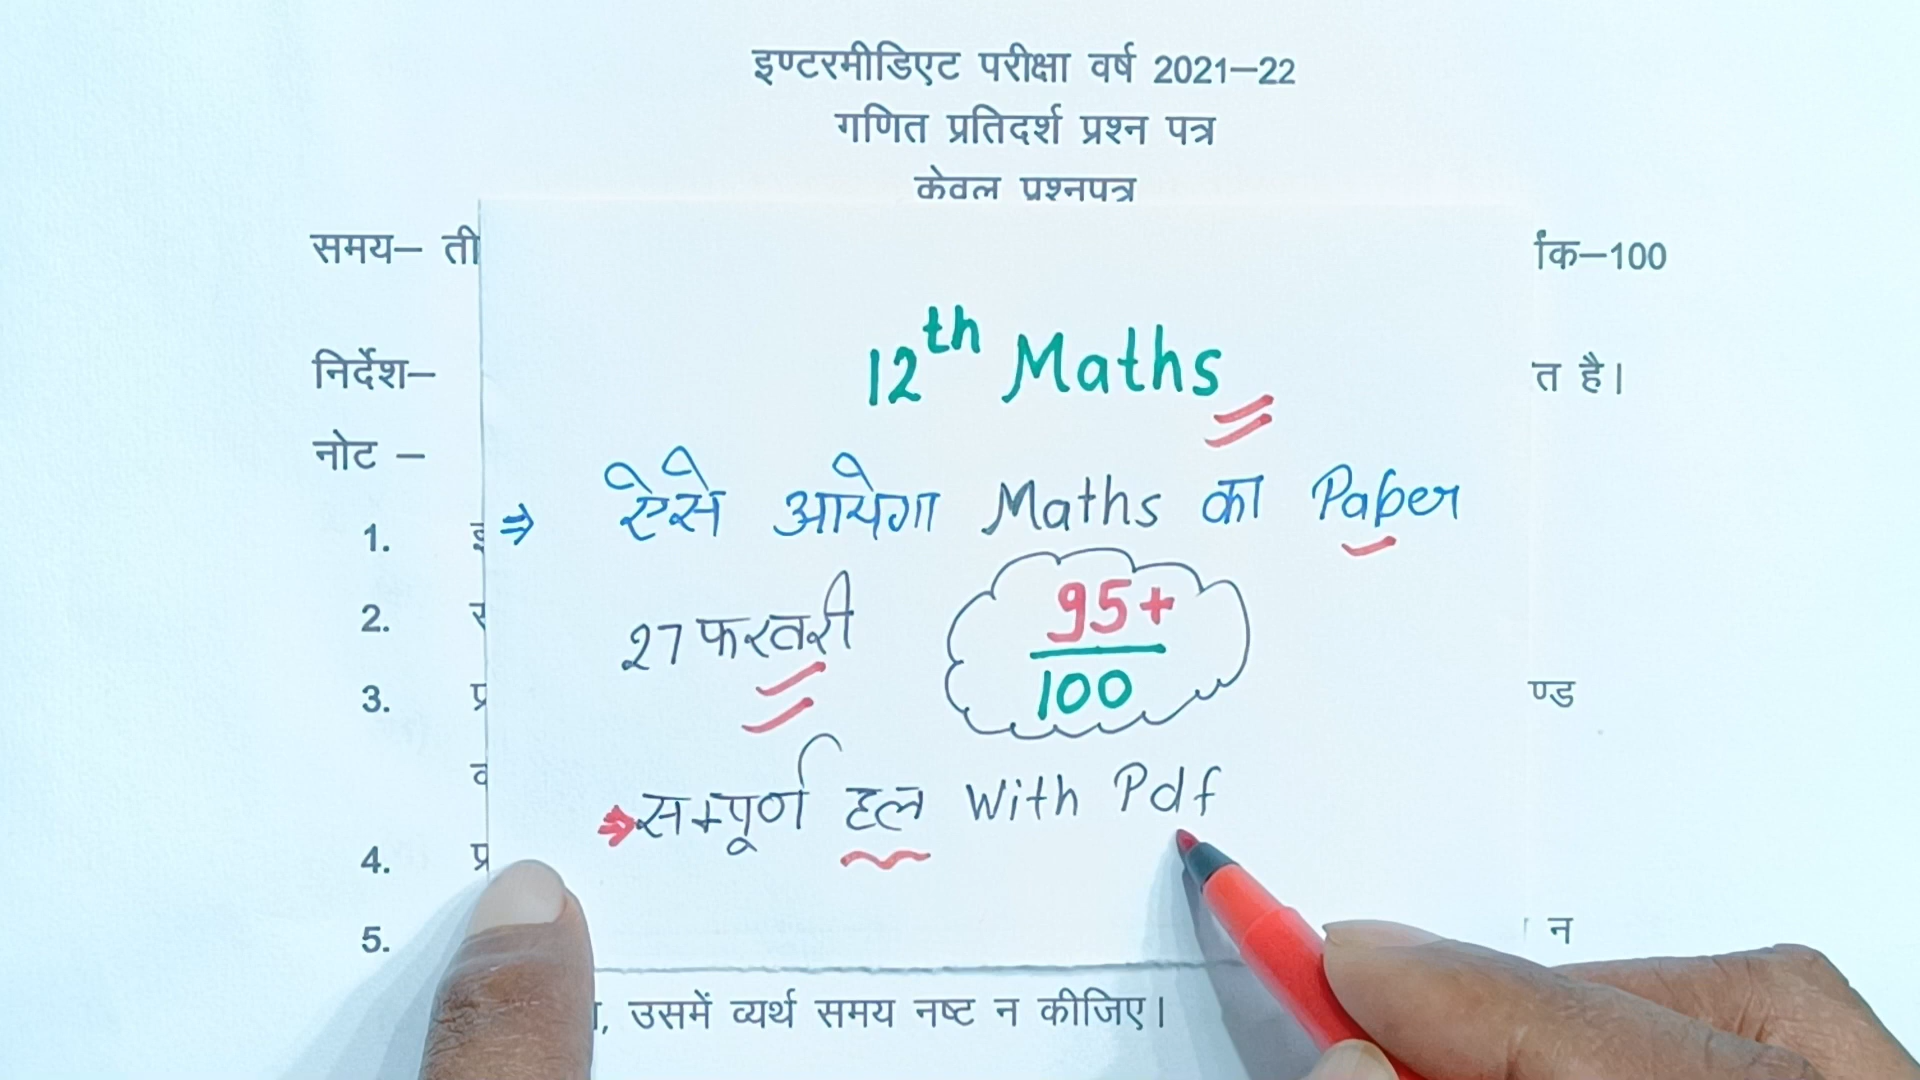 इण्टरमीडिएट परीक्षा वर्ष 2021–22
गणित प्रतिदर्श प्रश्न पत्र
केवल प्रश्नपत्र
समय– ती
कि–100
12th Maths
निर्देश–
त है।
नोट –
⇒ ऐसे आयेगा Maths का Paper
1. इ
27 फरवरी
95+
100
2.
3. प्र
ण्ड
व
⇒ सम्पूर्ण हल With Pdf
4. प्र
5.
न
, उसमें व्यर्थ समय नष्ट न कीजिए।